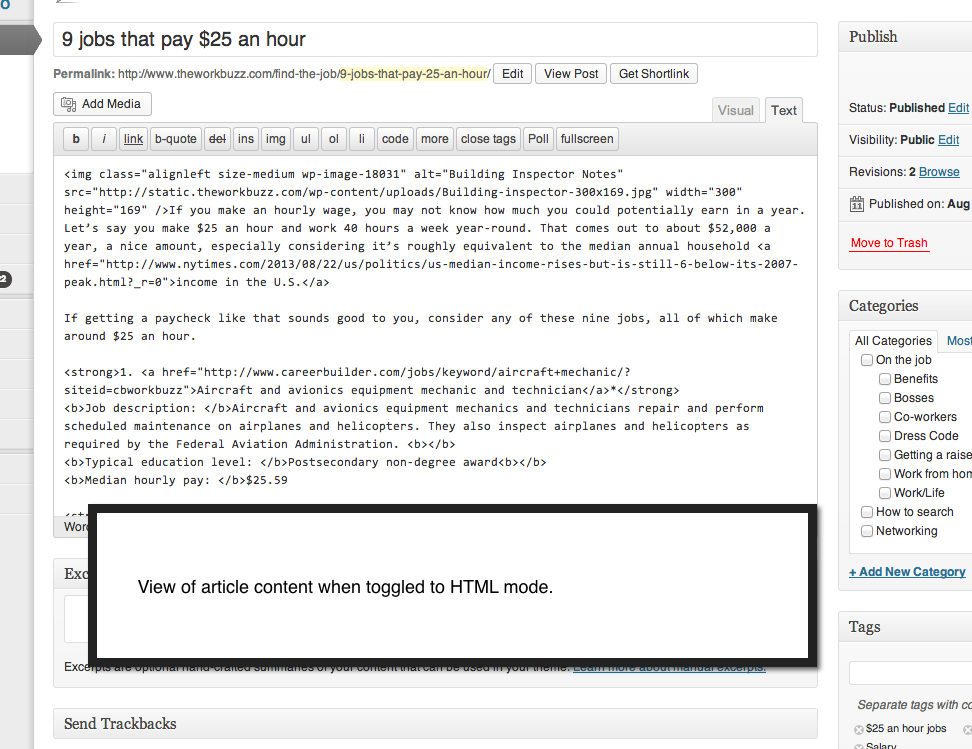 9 jobs that pay $25 an hour
Permalink: http://www.theworkbuzz.com/find-the-job/9-jobs-that-pay-25-an-hour/ Edit View Post Get Shortlink
Add Media
Visual Text
b i link b-quote del ins img ul ol li code more close tags Poll fullscreen
<img class="alignleft size-medium wp-image-18031" alt="Building Inspector Notes"
src="http://static.theworkbuzz.com/wp-content/uploads/Building-inspector-300x169.jpg" width="300"
height="169" />If you make an hourly wage, you may not know how much you could potentially earn in a year.
Let’s say you make $25 an hour and work 40 hours a week year-round. That comes out to about $52,000 a
year, a nice amount, especially considering it’s roughly equivalent to the median annual household <a
href="http://www.nytimes.com/2013/08/22/us/politics/us-median-income-rises-but-is-still-6-below-its-2007-
peak.html?_r=0">income in the U.S.</a>
If getting a paycheck like that sounds good to you, consider any of these nine jobs, all of which make
around $25 an hour.
<strong>1. <a href="http://www.careerbuilder.com/jobs/keyword/aircraft+mechanic/?
siteid=cbworkbuzz">Aircraft and avionics equipment mechanic and technician</a>*</strong>
<b>Job description: </b>Aircraft and avionics equipment mechanics and technicians repair and perform
scheduled maintenance on airplanes and helicopters. They also inspect airplanes and helicopters as
required by the Federal Aviation Administration. <b></b>
<b>Typical education level: </b>Postsecondary non-degree award<b></b>
<b>Median hourly pay: </b>$25.59
Word
Exc
View of article content when toggled to HTML mode.
Excerpts are optional hand-crafted summaries of your content that can be used in your theme. Learn more about manual excerpts.
Send Trackbacks
Publish
Status: Published Edit
Visibility: Public Edit
Revisions: 2 Browse
11 Published on: Aug
Move to Trash
Categories
All Categories Most
On the job
Benefits
Bosses
Co-workers
Dress Code
Getting a raise
Work from hom
Work/Life
How to search
Networking
+ Add New Category
Tags
Separate tags with co
$25 an hour jobs
Salary